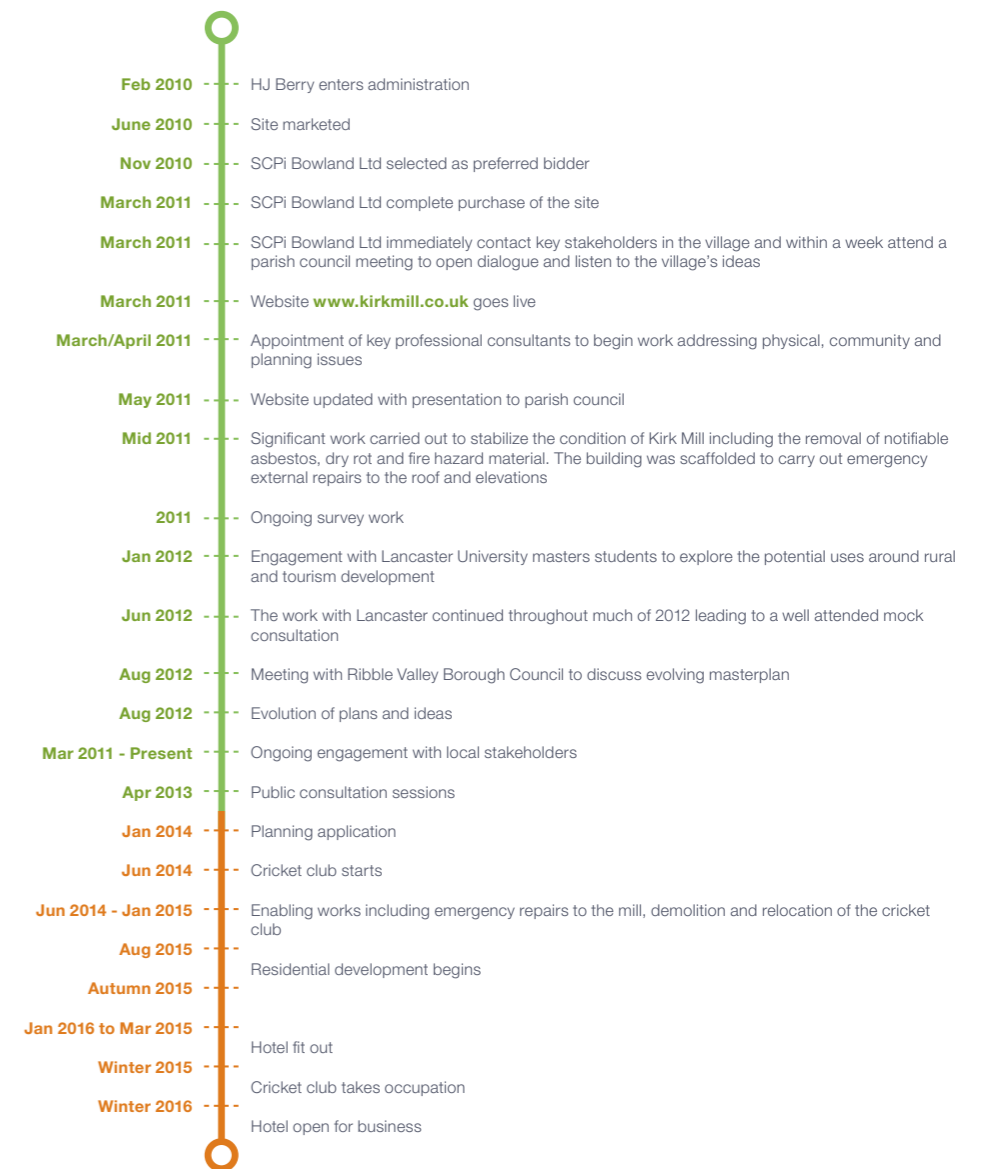 Feb 2010 HJ Berry enters administration
June 2010 Site marketed
Nov 2010 SCPi Bowland Ltd selected as preferred bidder
March 2011 SCPi Bowland Ltd complete purchase of the site
March 2011 SCPi Bowland Ltd immediately contact key stakeholders in the village and within a week attend a
parish council meeting to open dialogue and listen to the village's ideas
March 2011 Website www.kirkmill.co.uk goes live
March/April 2011 Appointment of key professional consultants to begin work addressing physical, community and
planning issues
May 2011 Website updated with presentation to parish council
Mid 2011 Significant work carried out to stabilize the condition of Kirk Mill including the removal of notifiable
asbestos, dry rot and fire hazard material. The building was scaffolded to carry out emergency
external repairs to the roof and elevations
2011 Ongoing survey work
Jan 2012 Engagement with Lancaster University masters students to explore the potential uses around rural
and tourism development
Jun 2012 The work with Lancaster continued throughout much of 2012 leading to a well attended mock
consultation
Aug 2012 Meeting with Ribble Valley Borough Council to discuss evolving masterplan
Aug 2012 Evolution of plans and ideas
Mar 2011 - Present Ongoing engagement with local stakeholders
Apr 2013 Public consultation sessions
Jan 2014 Planning application
Jun 2014 Cricket club starts
Jun 2014 - Jan 2015 Enabling works including emergency repairs to the mill, demolition and relocation of the cricket
club
Aug 2015
Residential development begins
Autumn 2015
Jan 2016 to Mar 2015
Hotel fit out
Winter 2015
Cricket club takes occupation
Winter 2016
Hotel open for business